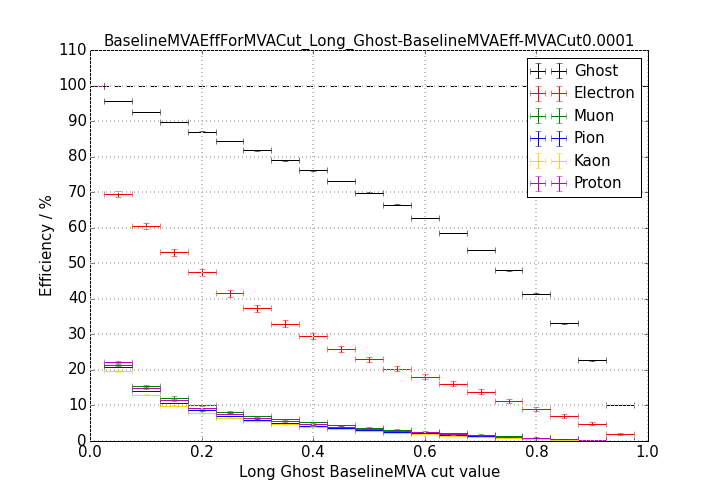 BaselineMVAEffForMVACut_Long_Ghost-BaselineMVAEff-MVACut0.0001
110
100
90
80
70
60
50
40
30
20
10
0
Efficiency / %
Ghost
Electron
Muon
Pion
Kaon
Proton
0.0 0.2 0.4 0.6 0.8 1.0
Long Ghost BaselineMVA cut value